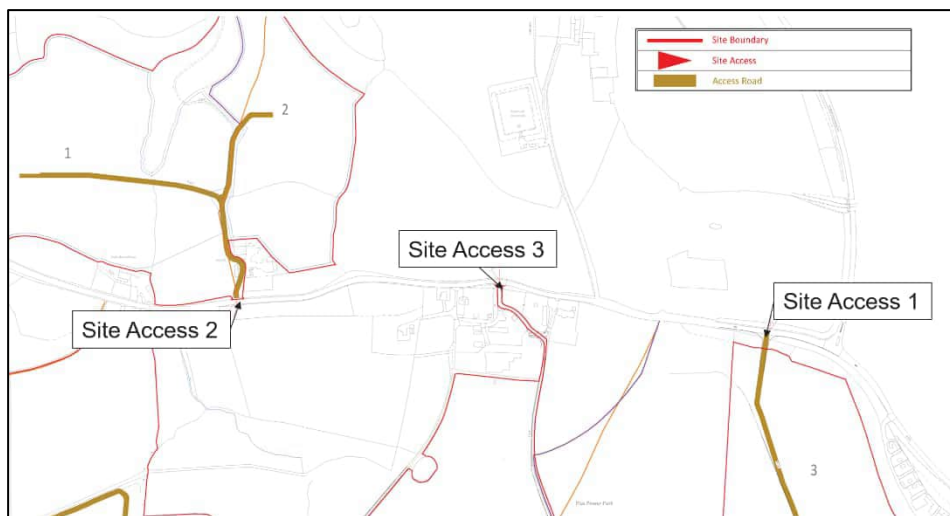 Site Boundary
Site Access
Access Road
2
1
Site Access 3
Site Access 1
Site Access 2
3